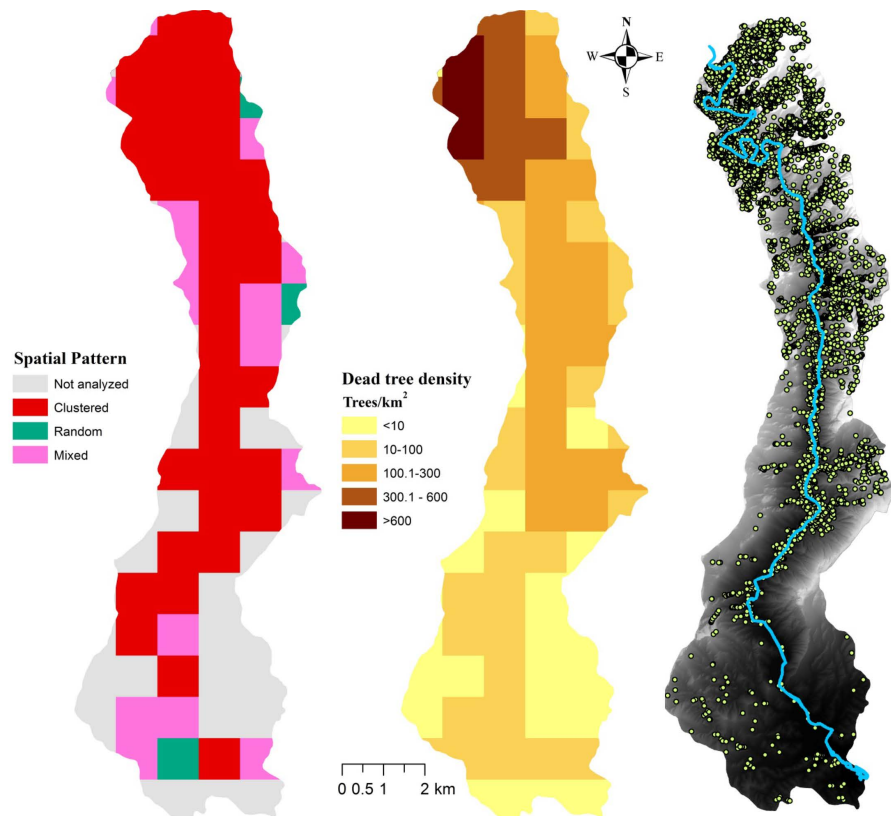 N
W E
S
Spatial Pattern
Not analyzed
Clustered
Random
Mixed
Dead tree density
Trees/km²
<10
10-100
100.1-300
300.1 - 600
>600
0 0.5 1 2 km